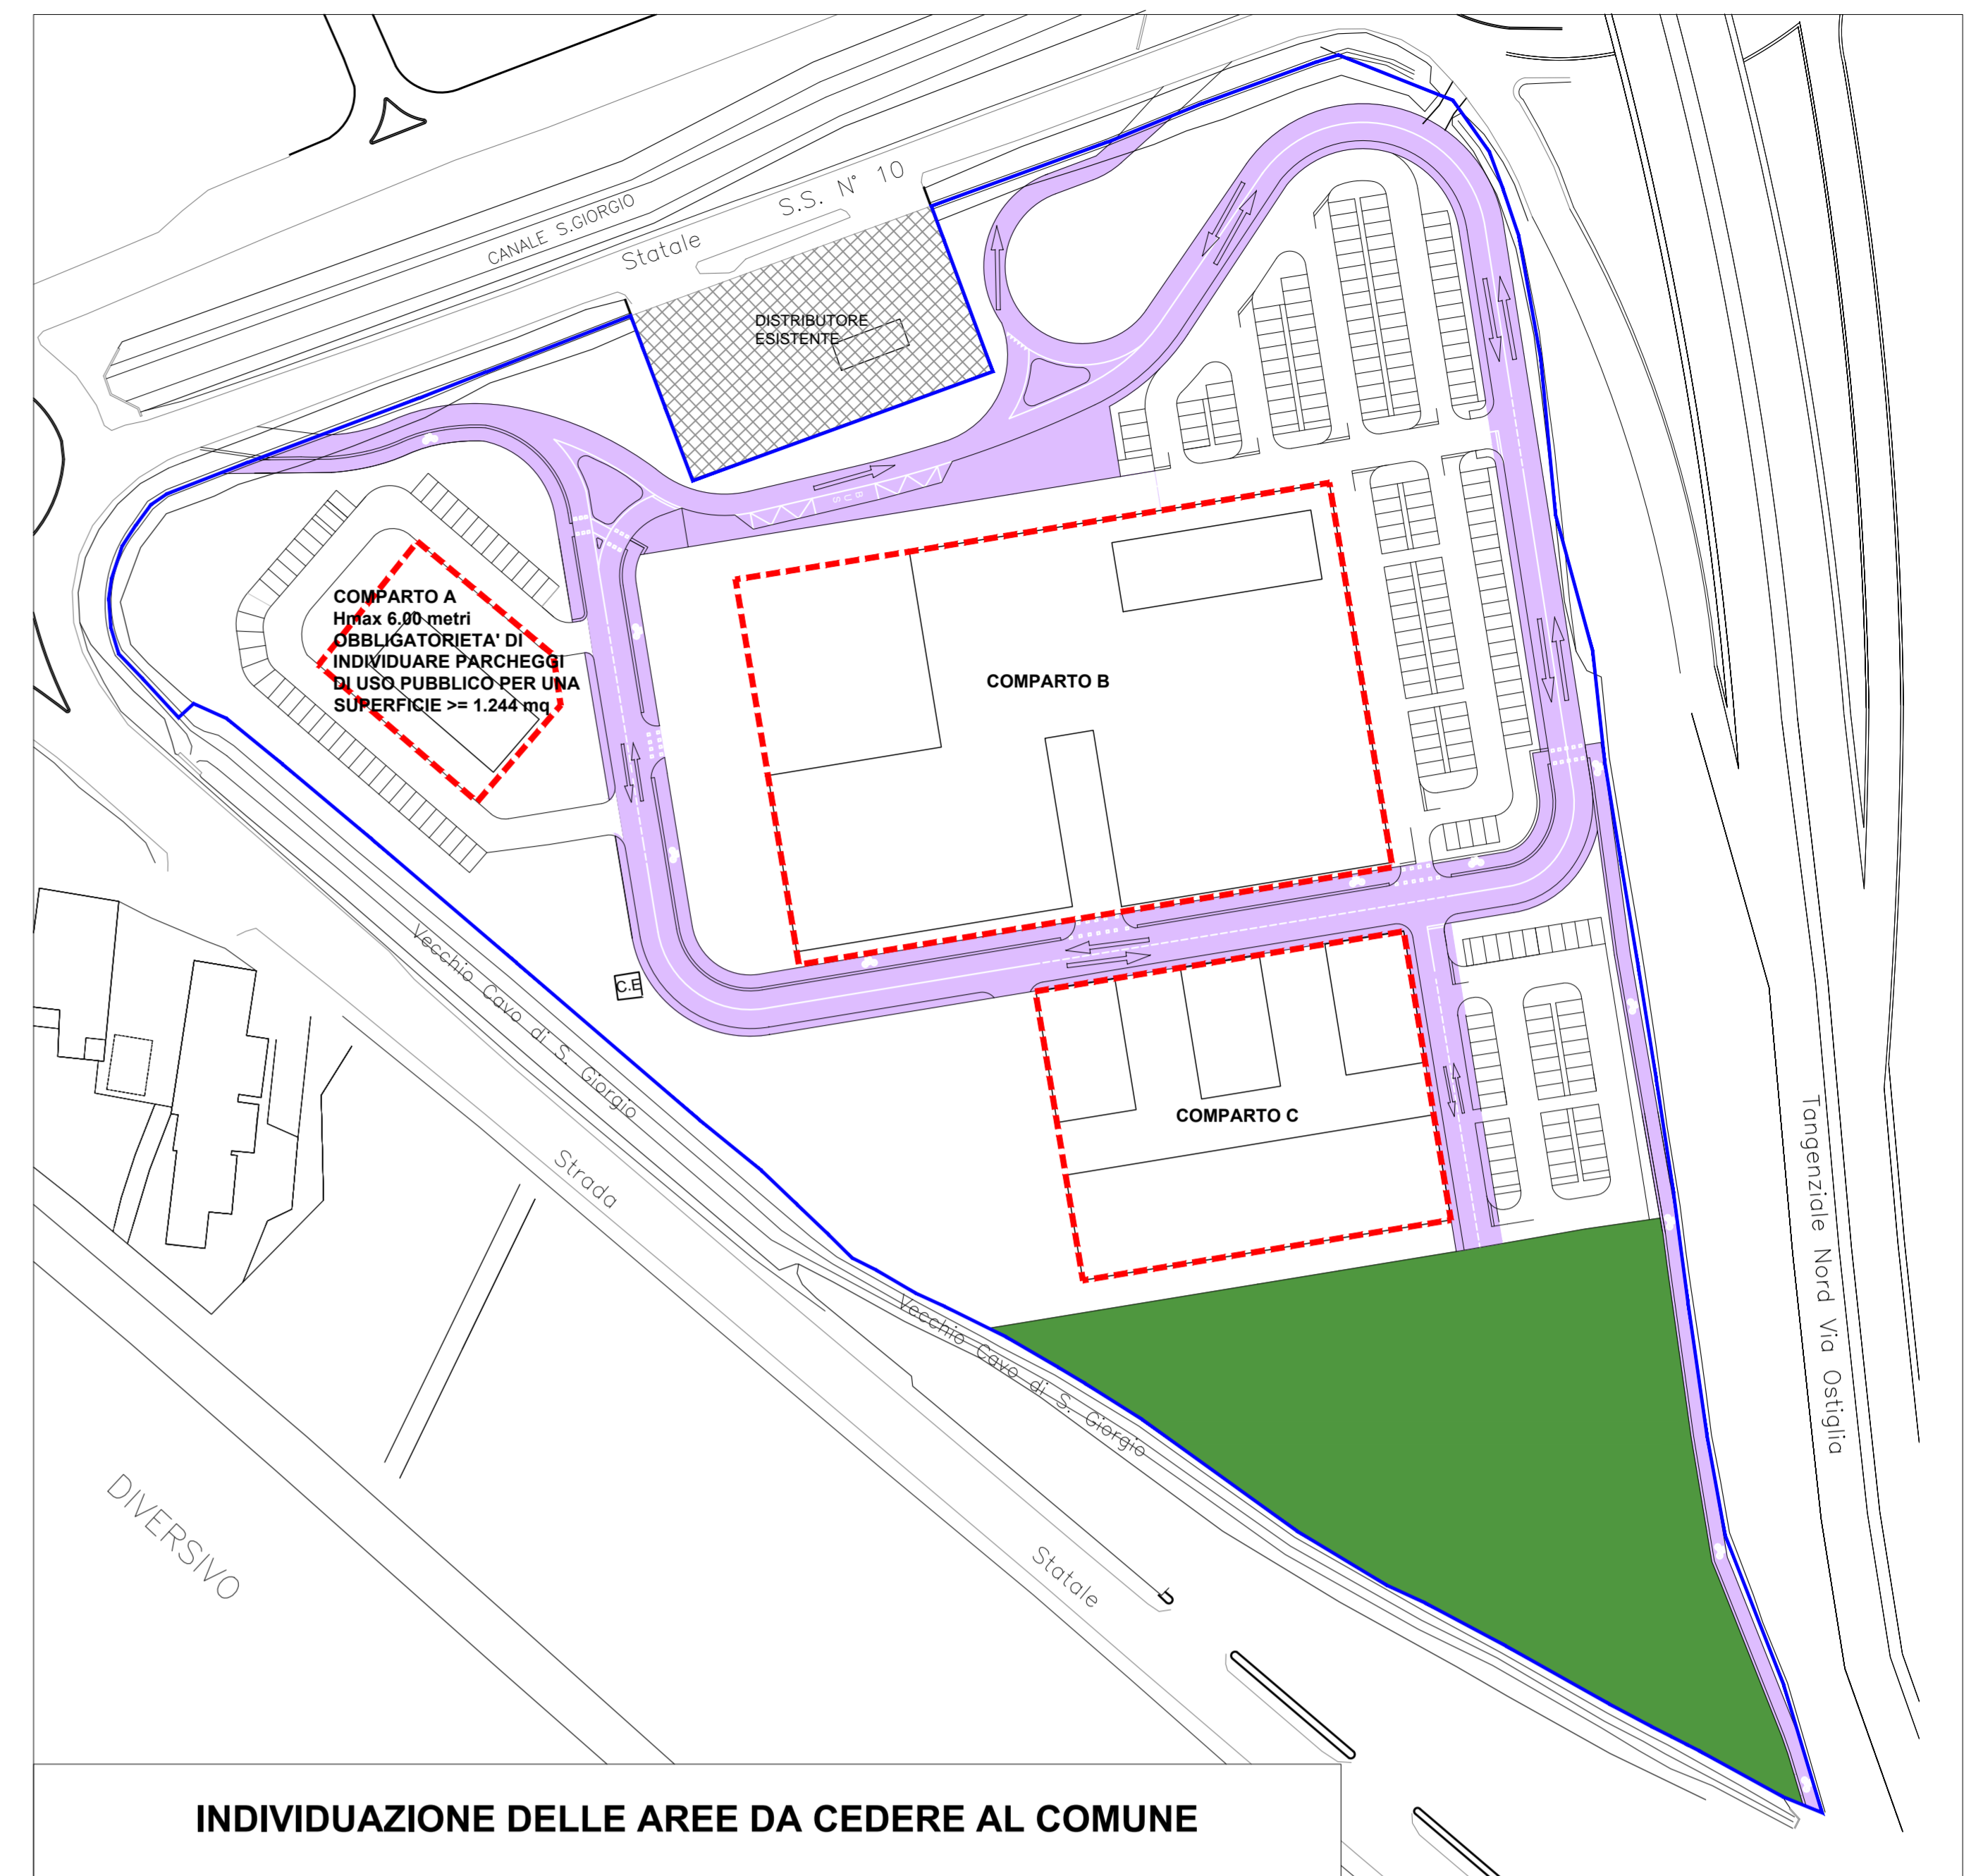 S.S. N° 10
CANALE S.GIORGIO
Statale
DISTRIBUTORE
ESISTENTE
BUS
COMPARTO A
Hmax 6.00 metri
OBBLIGATORIETA' DI
INDIVIDUARE PARCHEGGI
DI USO PUBBLICO PER UNA
SUPERFICIE >= 1.244 mq
COMPARTO B
C.E
Vecchio Cavo di S. Giorgio
COMPARTO C
Strada
Tangenziale Nord Via Ostiglia
Vecchio Cavo di S. Giorgio
DIVERSIVO
Statale
INDIVIDUAZIONE DELLE AREE DA CEDERE AL COMUNE